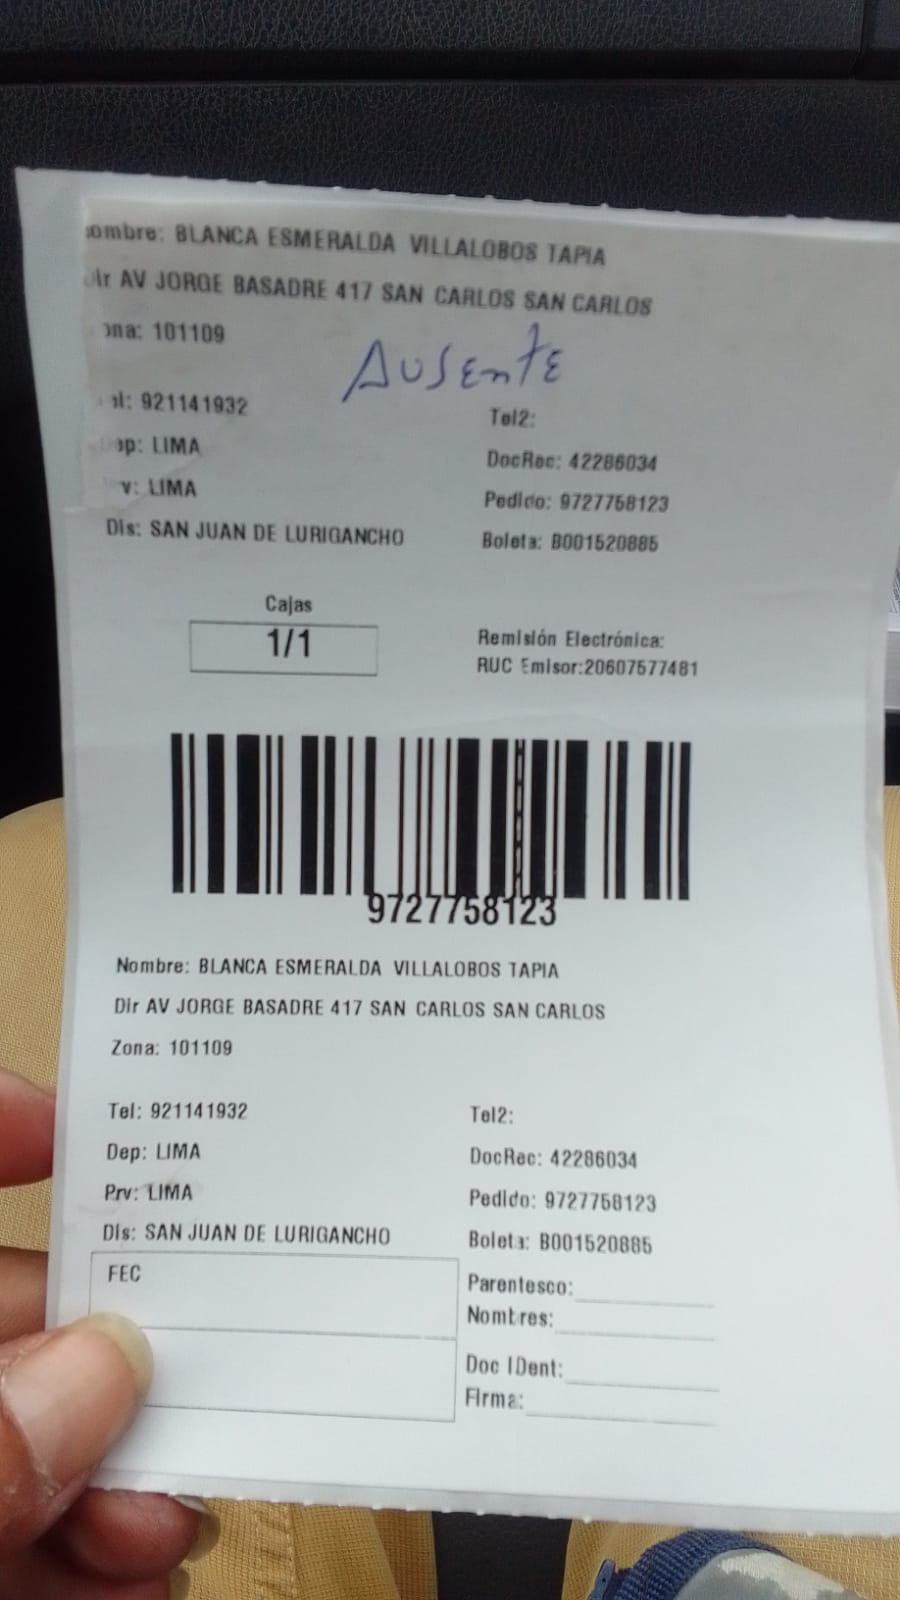 ombre: BLANCA ESMERALDA VILLALOBOS TAPIA
Dir AV JORGE BASADRE 417 SAN CARLOS SAN CARLOS
ona: 101109
AUSENTE
el: 921141932
Tel2:
Dep: LIMA
DocRec: 42286034
v: LIMA
Pedido: 9727758123
Dis: SAN JUAN DE LURIGANCHO
Boleta: B001520885
Cajas
1/1
Remisión Electrónica:
RUC Emisor:20607577481
9727758123
Nombre: BLANCA ESMERALDA VILLALOBOS TAPIA
Dir AV JORGE BASADRE 417 SAN CARLOS SAN CARLOS
Zona: 101109
Tel: 921141932
Tel2:
Dep: LIMA
DocRec: 42286034
Prv: LIMA
Pedido: 9727758123
Dis: SAN JUAN DE LURIGANCHO
Boleta: B001520885
FEC
Parentesco:
Nombres:
Doc IDent:
Firma: